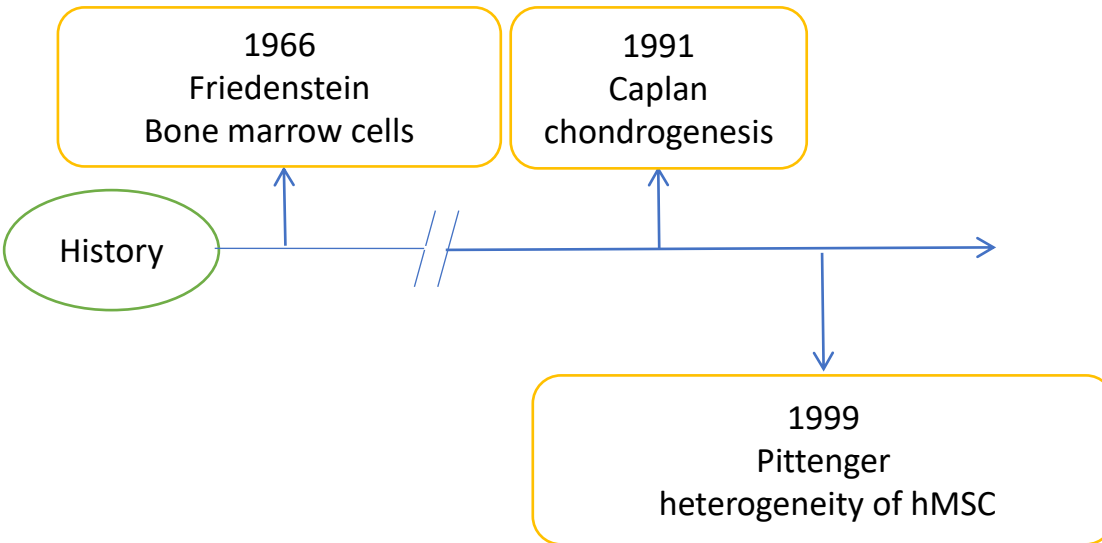 1966
Friedenstein
Bone marrow cells
1991
Caplan
chondrogenesis
History
1999
Pittenger
heterogeneity of hMSC